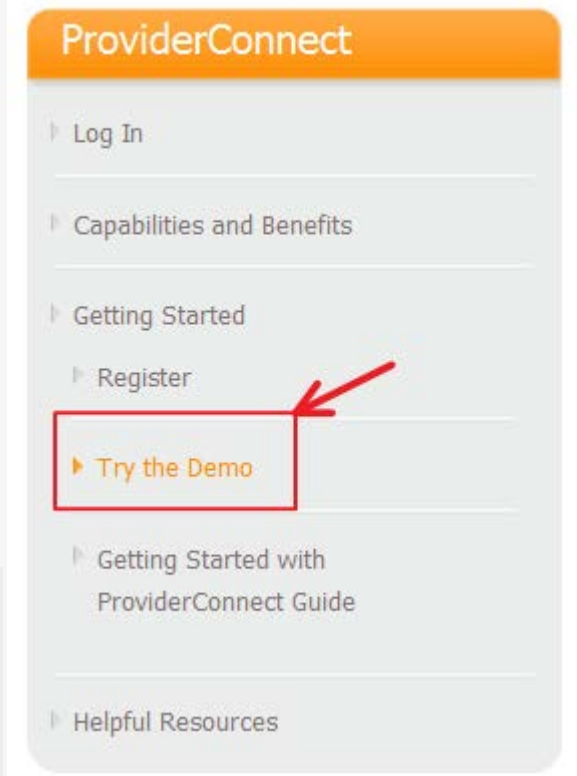 ProviderConnect
Log In
Capabilities and Benefits
Getting Started
Register
Try the Demo
Getting Started with
ProviderConnect Guide
Helpful Resources